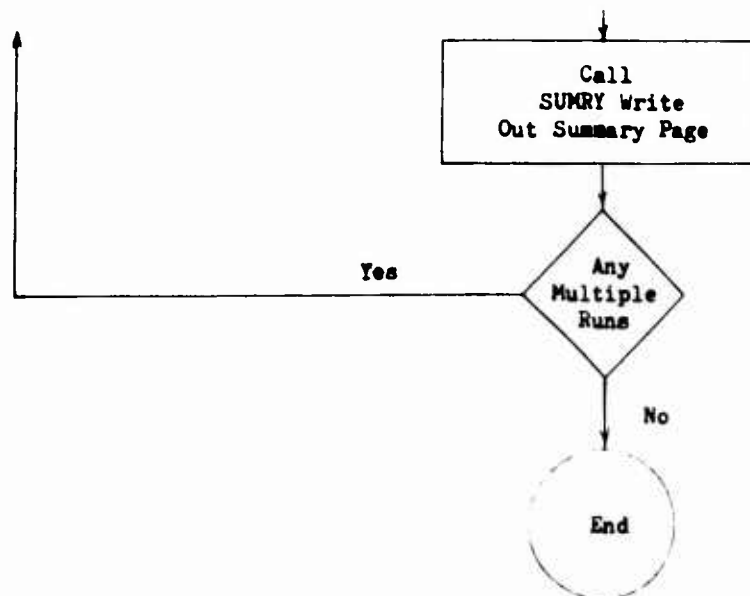 Call
SUMRY Write
Out Summary Page
Yes
Any
Multiple
Runs
No
End